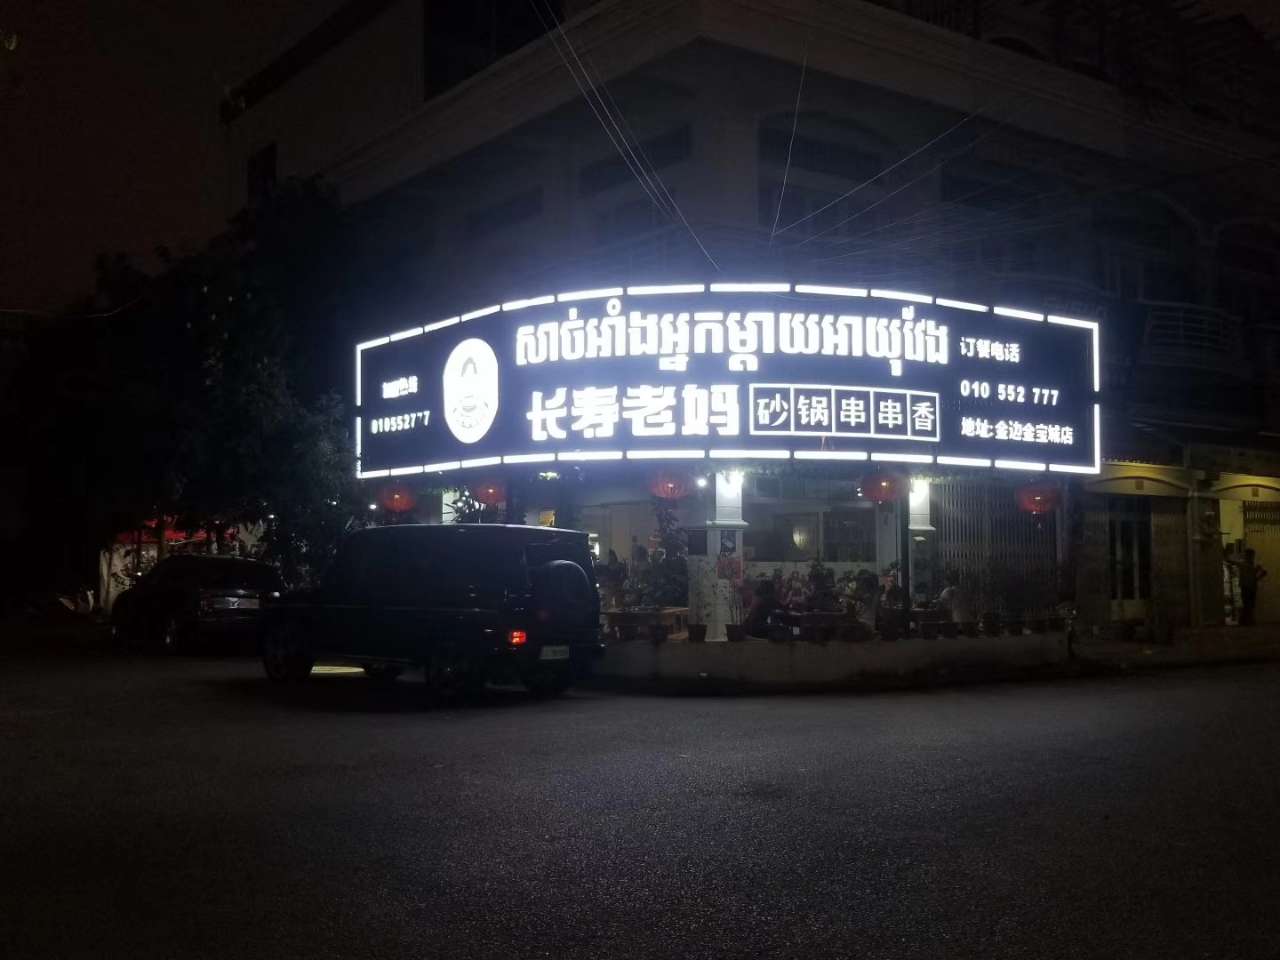 សាច់អាំងអ្នកម្តាយអាយុវែង
长寿老妈 砂锅串串香
010552777
订餐电话
010 552 777
地址:金边金宝城店